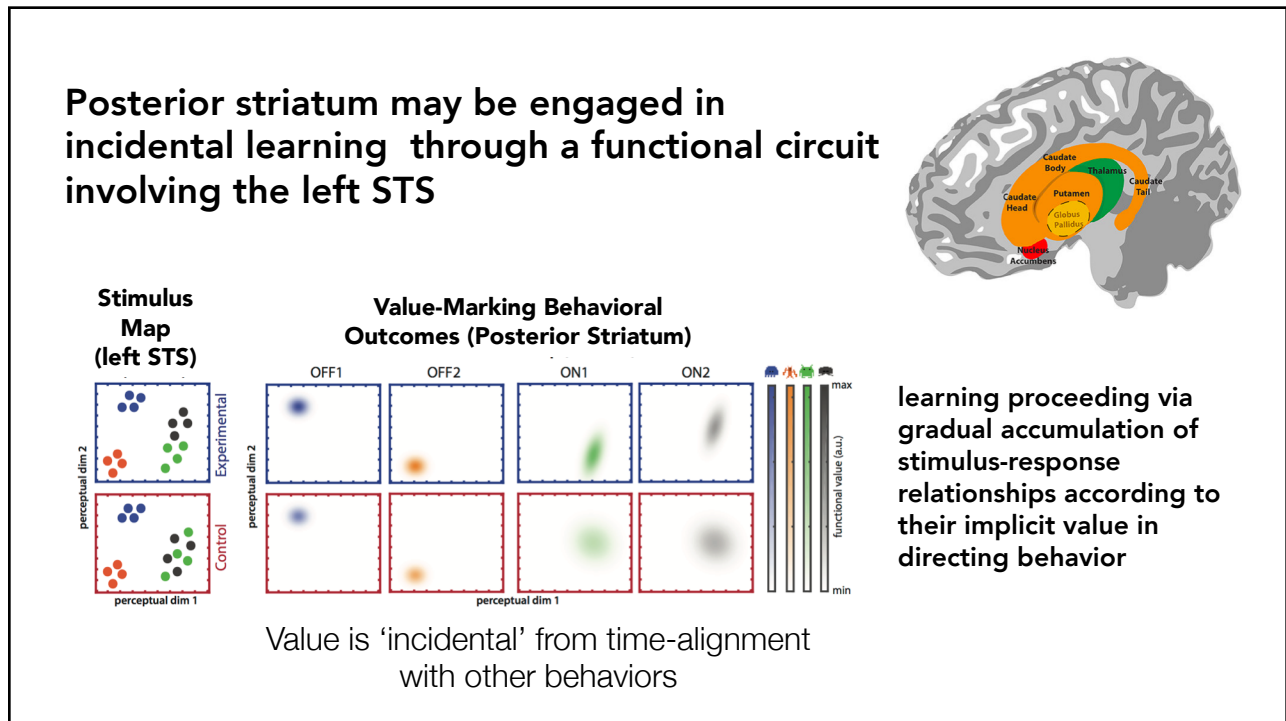 Posterior striatum may be engaged in
incidental learning through a functional circuit
involving the left STS
Caudate
Body
Thalamus
Caudate
Tail
Putamen
Caudate
Head
Globus
Pallidus
Nucleus
Accumbens
Stimulus
Map
(left STS)
Value-Marking Behavioral
Outcomes (Posterior Striatum)
OFF1
OFF2
ON1
ON2
perceptual dim 2
Experimental
Control
perceptual dim 1
perceptual dim 2
perceptual dim 1
max
functional value (a.u.)
min
learning proceeding via
gradual accumulation of
stimulus-response
relationships according to
their implicit value in
directing behavior
Value is ‘incidental’ from time-alignment
with other behaviors